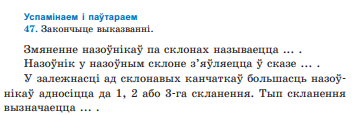 Успамінаем і паўтараем
47. Закончыце выказванні.
Змяненне назоўнікаў па склонах называецца ... .
Назоўнік у назоўным склоне з’яўляецца ў сказе ... .
У залежнасці ад склонавых канчаткаў большасць назоў-
нікаў адносіцца да 1, 2 або 3-га скланення. Тып скланення
вызначаецца ... .